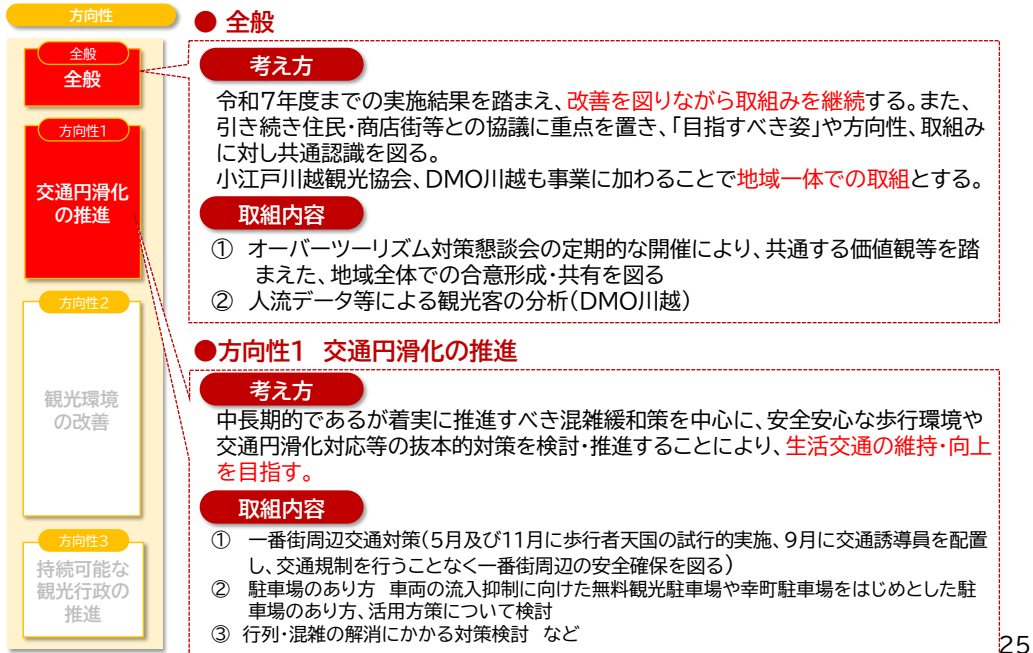 方向性
全般
全般
方向性1
交通円滑化
の推進
方向性2
観光環境
の改善
方向性3
持続可能な
観光行政の
推進
● 全般
考え方
令和7年度までの実施結果を踏まえ、改善を図りながら取組みを継続する。また、
引き続き住民・商店街等との協議に重点を置き、「目指すべき姿」や方向性、取組み
に対し共通認識を図る。
小江戸川越観光協会、DMO川越も事業に加わることで地域一体での取組とする。
取組内容
① オーバーツーリズム対策懇談会の定期的な開催により、共通する価値観等を踏
まえた、地域全体での合意形成・共有を図る
② 人流データ等による観光客の分析(DMO川越)
●方向性1 交通円滑化の推進
考え方
中長期的であるが着実に推進すべき混雑緩和策を中心に、安全安心な歩行環境や
交通円滑化対応等の抜本的対策を検討・推進することにより、生活交通の維持・向上
を目指す。
取組内容
① 一番街周辺交通対策(5月及び11月に歩行者天国の試行的実施、9月に交通誘導員を配置
し、交通規制を行うことなく一番街周辺の安全確保を図る)
② 駐車場のあり方 車両の流入抑制に向けた無料観光駐車場や幸町駐車場をはじめとした駐
車場のあり方、活用方策について検討
③ 行列・混雑の解消にかかる対策検討 など
25